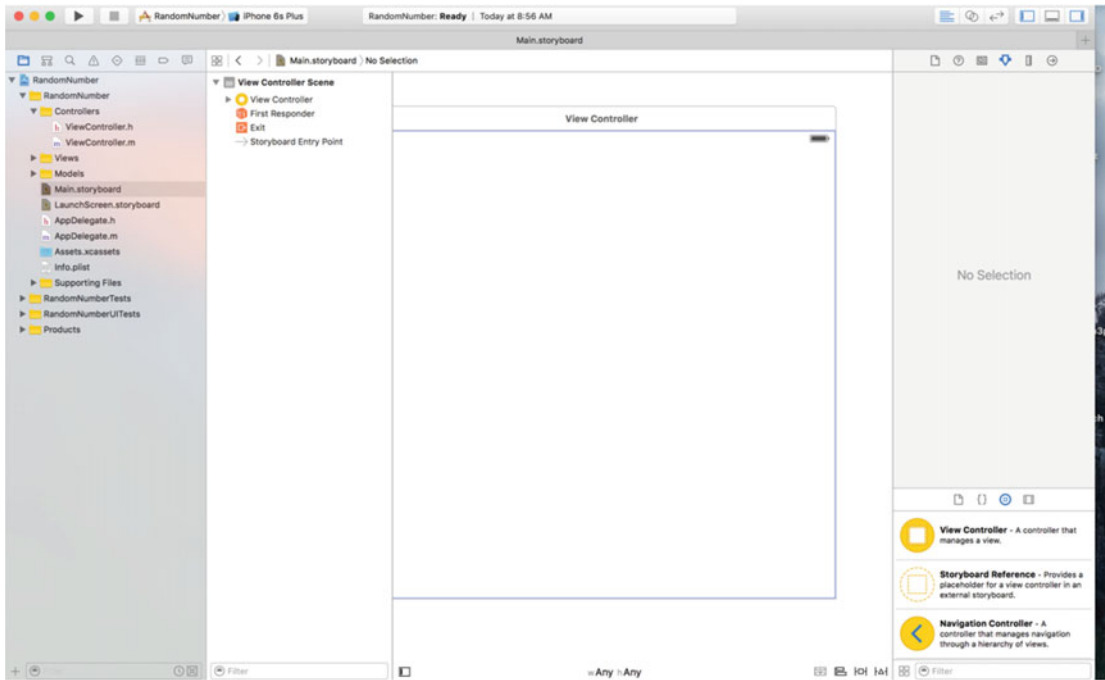 RandomNumber
iPhone 6s Plus
RandomNumber: Ready | Today at 8:56 AM
Main.storyboard
Main.storyboard
No Selection
RandomNumber
RandomNumber
Controllers
ViewController.h
ViewController.m
Views
Models
Main.storyboard
LaunchScreen.storyboard
AppDelegate.h
AppDelegate.m
Assets.xcassets
Info.plist
Supporting Files
RandomNumberTests
RandomNumberUITests
Products
View Controller Scene
View Controller
First Responder
Exit
Storyboard Entry Point
View Controller
No Selection
View Controller - A controller that
manages a view.
Storyboard Reference - Provides a
placeholder for a view controller in an
external storyboard.
Navigation Controller - A
controller that manages navigation
through a hierarchy of views.
Filter
wAny hAny
Filter